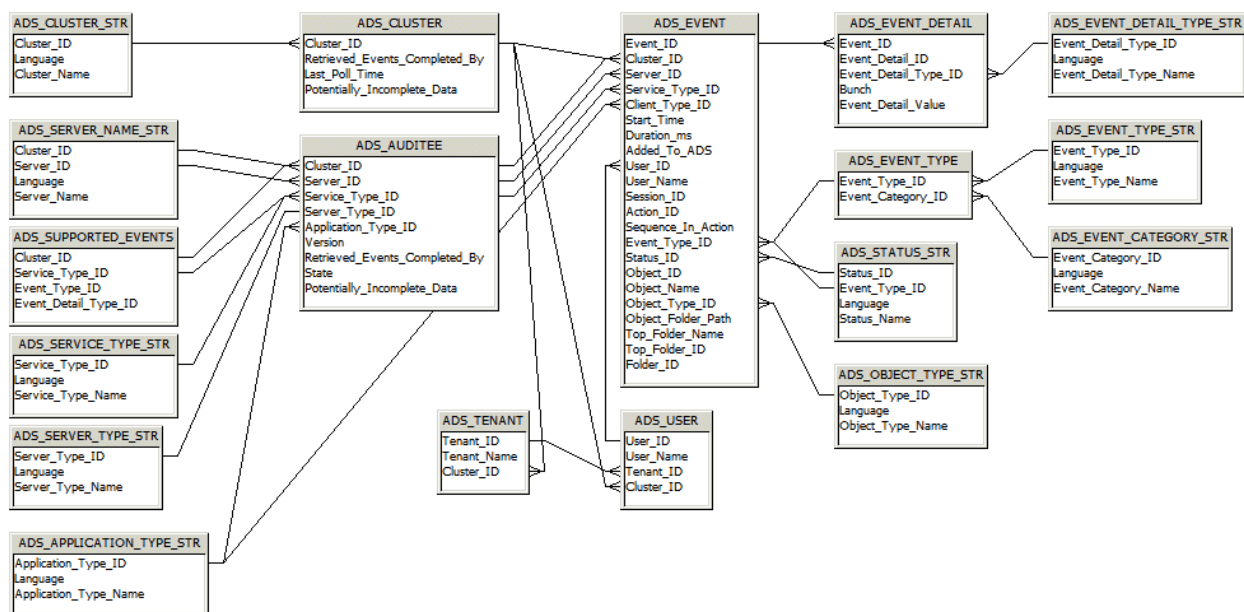 ADS_CLUSTER_STR
Cluster_ID
Language
Cluster_Name
ADS_CLUSTER
Cluster_ID
Retrieved_Events_Completed_By
Last_Poll_Time
Potentially_Incomplete_Data
ADS_EVENT
Event_ID
Cluster_ID
Server_ID
Service_Type_ID
Client_Type_ID
Start_Time
Duration_ms
Added_To_ADS
User_ID
User_Name
Session_ID
Action_ID
Sequence_In_Action
Event_Type_ID
Status_ID
Object_ID
Object_Name
Object_Type_ID
Object_Folder_Path
Top_Folder_Name
Top_Folder_ID
Folder_ID
ADS_EVENT_DETAIL
Event_ID
Event_Detail_ID
Event_Detail_Type_ID
Bunch
Event_Detail_Value
ADS_EVENT_DETAIL_TYPE_STR
Event_Detail_Type_ID
Language
Event_Detail_Type_Name
ADS_SERVER_NAME_STR
Cluster_ID
Server_ID
Language
Server_Name
ADS_AUDITEE
Cluster_ID
Server_ID
Service_Type_ID
Server_Type_ID
Application_Type_ID
Version
Retrieved_Events_Completed_By
State
Potentially_Incomplete_Data
ADS_EVENT_TYPE
Event_Type_ID
Event_Category_ID
ADS_EVENT_TYPE_STR
Event_Type_ID
Language
Event_Type_Name
ADS_SUPPORTED_EVENTS
Cluster_ID
Service_Type_ID
Event_Type_ID
Event_Detail_Type_ID
ADS_STATUS_STR
Status_ID
Event_Type_ID
Language
Status_Name
ADS_EVENT_CATEGORY_STR
Event_Category_ID
Language
Event_Category_Name
ADS_SERVICE_TYPE_STR
Service_Type_ID
Language
Service_Type_Name
ADS_OBJECT_TYPE_STR
Object_Type_ID
Language
Object_Type_Name
ADS_SERVER_TYPE_STR
Server_Type_ID
Language
Server_Type_Name
ADS_TENANT
Tenant_ID
Tenant_Name
Cluster_ID
ADS_USER
User_ID
User_Name
Tenant_ID
Cluster_ID
ADS_APPLICATION_TYPE_STR
Application_Type_ID
Language
Application_Type_Name